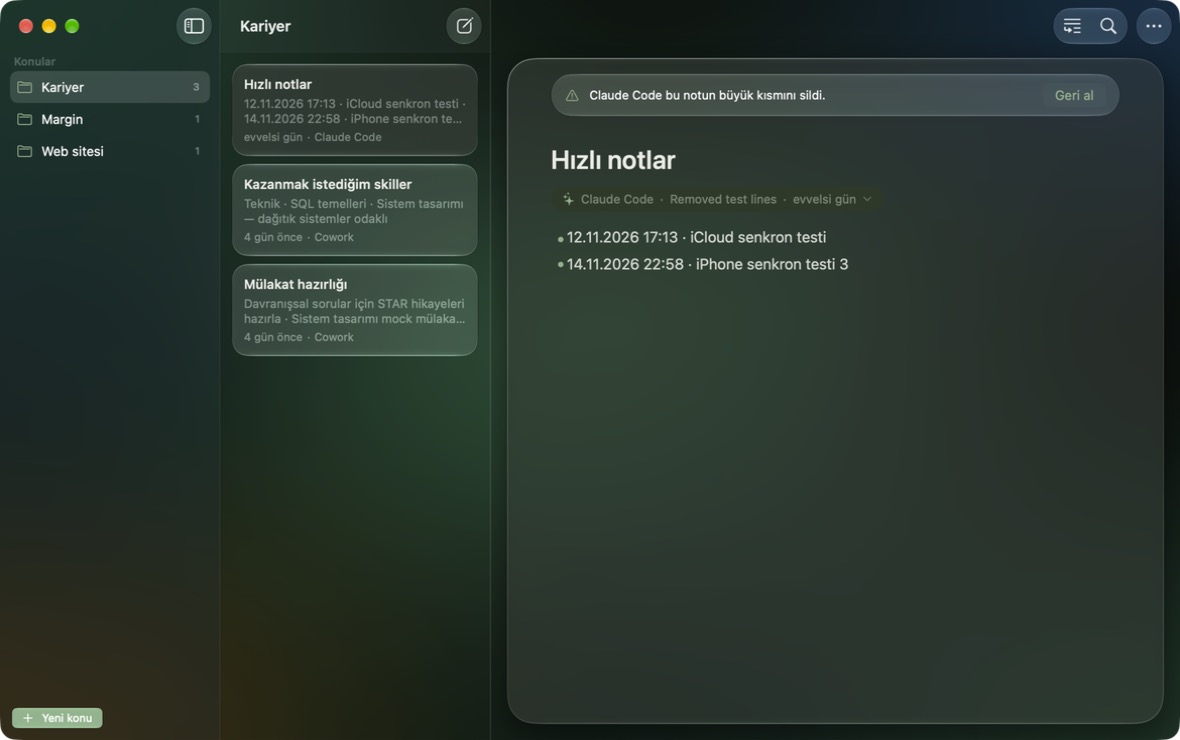 Konular
Kariyer 3
Margin 1
Web sitesi 1
Yeni konu
Kariyer
Hızlı notlar
12.11.2026 17:13 · iCloud senkron testi ·
14.11.2026 22:58 · iPhone senkron te...
evvelsi gün · Claude Code
Kazanmak istediğim skiller
Teknik · SQL temelleri · Sistem tasarımı
— dağıtık sistemler odaklı
4 gün önce · Cowork
Mülakat hazırlığı
Davranışsal sorular için STAR hikayeleri
hazırla · Sistem tasarımı mock mülaka...
4 gün önce · Cowork
Claude Code bu notun büyük kısmını sildi. Geri al
Hızlı notlar
Claude Code · Removed test lines · evvelsi gün
12.11.2026 17:13 · iCloud senkron testi
14.11.2026 22:58 · iPhone senkron testi 3